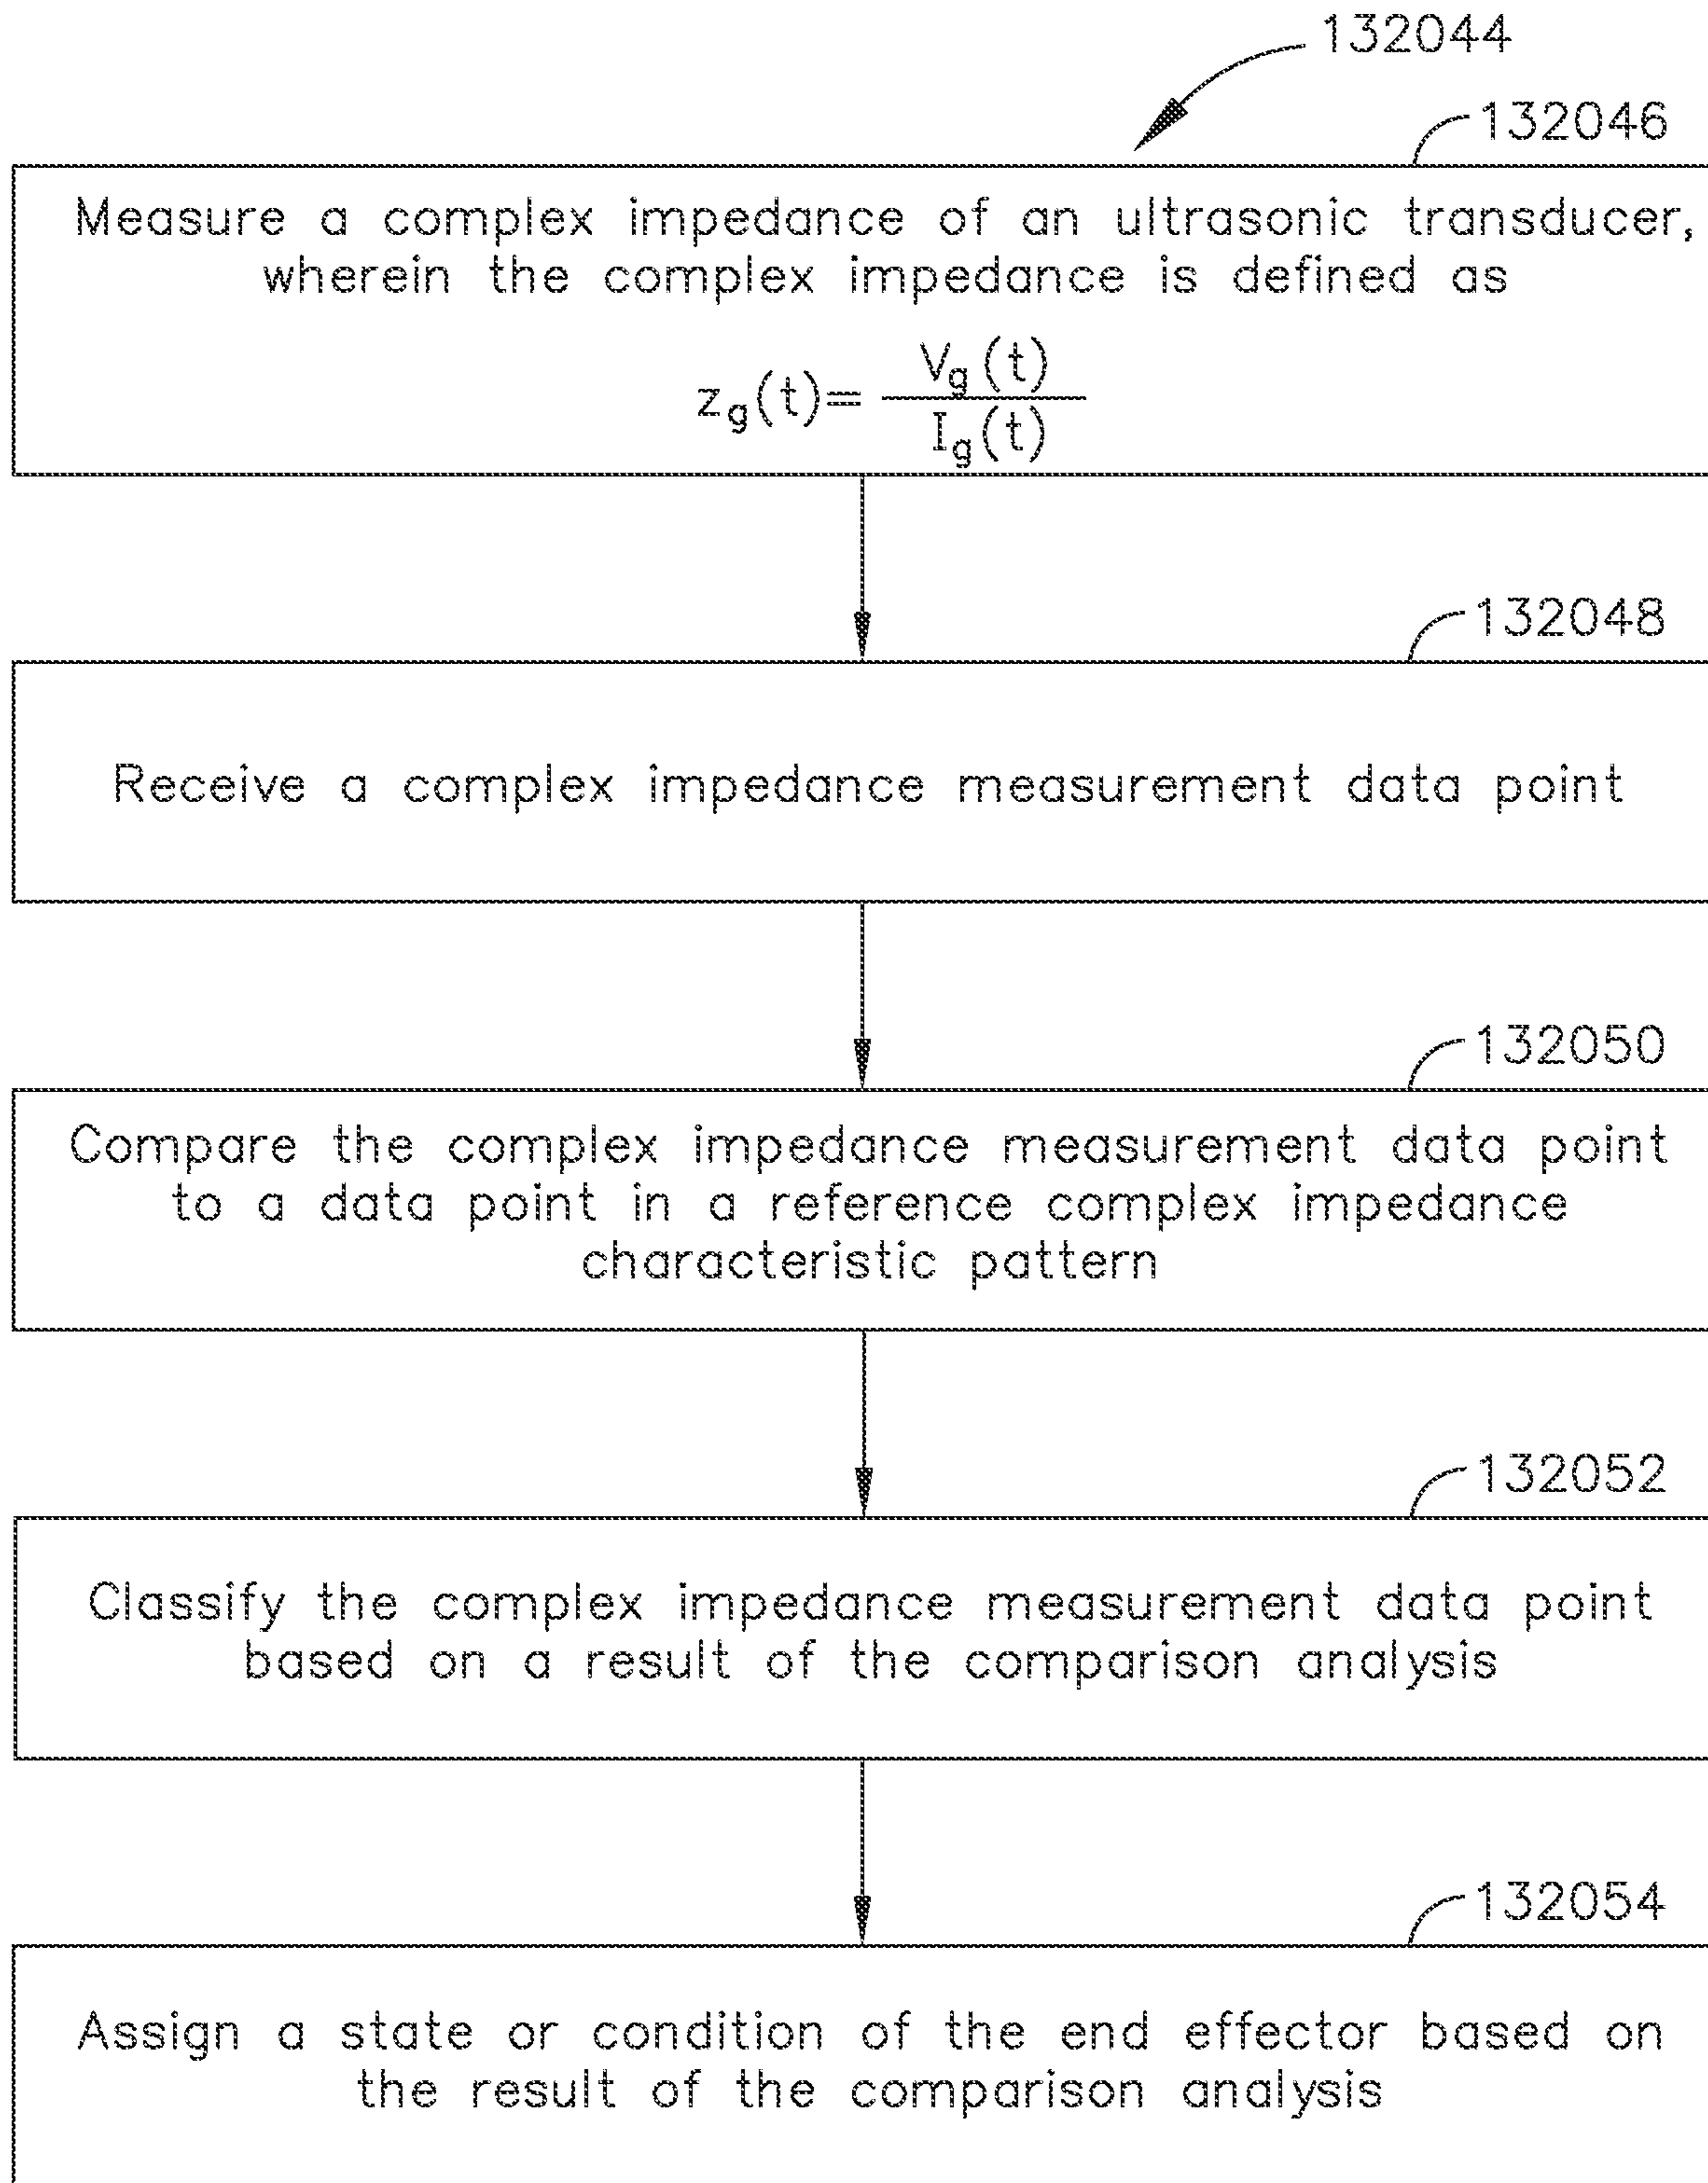 132044
132046
Measure a complex impedance of an ultrasonic transducer,
wherein the complex impedance is defined as
z_g(t)= V_g(t) / I_g(t)
132048
Receive a complex impedance measurement data point
132050
Compare the complex impedance measurement data point
to a data point in a reference complex impedance
characteristic pattern
132052
Classify the complex impedance measurement data point
based on a result of the comparison analysis
132054
Assign a state or condition of the end effector based on
the result of the comparison analysis